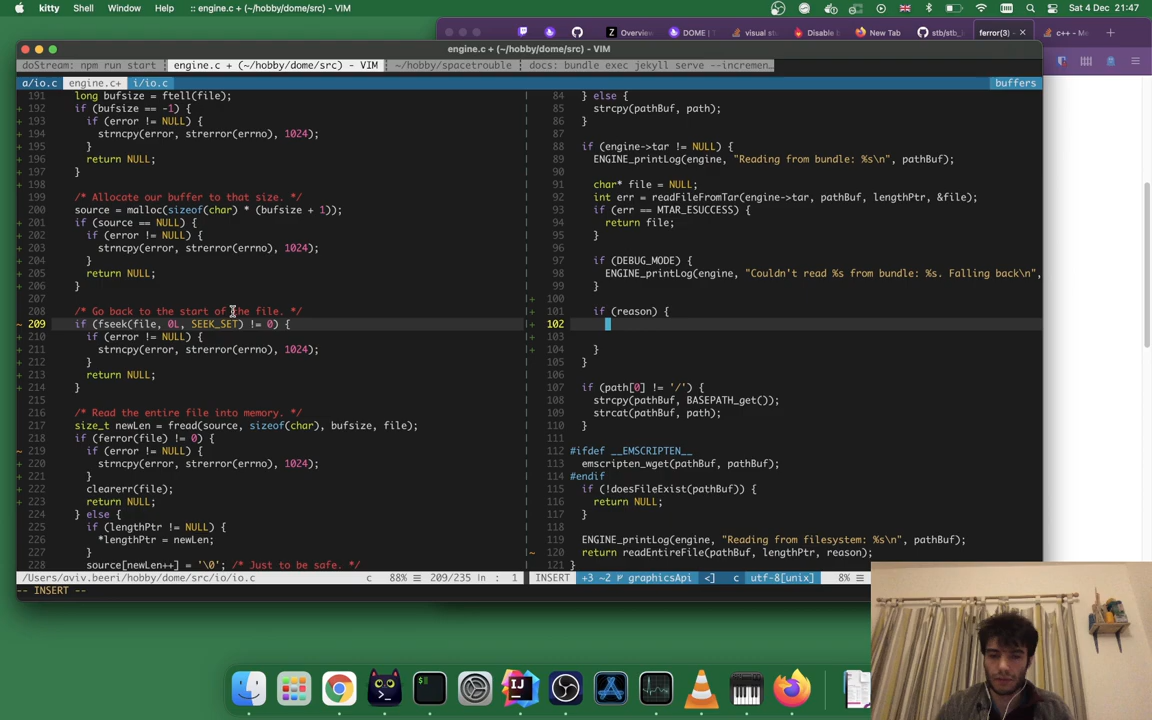 kitty Shell Window Help :: engine.c + (~/hobby/dome/src) - VIM
Sat 4 Dec 21:47
Overview
DOME | T
visual stu
Disable b
New Tab
stb/stb_
ferror(3)
c++ - Me
engine.c + (~/hobby/dome/src) - VIM
doStream: npm run start ¦ engine.c + (~/hobby/dome/src) - VIM ¦ ~/hobby/spacetrouble ¦ docs: bundle exec jekyll serve --incremen…
a/io.c engine.c+ i/io.c buffers
191 long bufsize = ftell(file);
+ 192 if (bufsize == -1) {
+ 193 if (error != NULL) {
+ 194 strncpy(error, strerror(errno), 1024);
+ 195 }
+ 196 return NULL;
+ 197 }
+ 198
199 /* Allocate our buffer to that size. */
200 source = malloc(sizeof(char) * (bufsize + 1));
+ 201 if (source == NULL) {
+ 202 if (error != NULL) {
+ 203 strncpy(error, strerror(errno), 1024);
+ 204 }
+ 205 return NULL;
+ 206 }
207
208 /* Go back to the start of the file. */
~ 209 if (fseek(file, 0L, SEEK_SET) != 0) {
+ 210 if (error != NULL) {
+ 211 strncpy(error, strerror(errno), 1024);
+ 212 }
+ 213 return NULL;
+ 214 }
215
216 /* Read the entire file into memory. */
217 size_t newLen = fread(source, sizeof(char), bufsize, file);
218 if (ferror(file) != 0) {
~ 219 if (error != NULL) {
+ 220 strncpy(error, strerror(errno), 1024);
+ 221 }
+ 222 clearerr(file);
+ 223 return NULL;
224 } else {
225 if (lengthPtr != NULL) {
226 *lengthPtr = newLen;
227 }
228 source[newLen++] = '\0'; /* Just to be safe. */
84 } else {
85 strcpy(pathBuf, path);
86 }
87
88 if (engine->tar != NULL) {
89 ENGINE_printLog(engine, "Reading from bundle: %s\n", pathBuf);
90
91 char* file = NULL;
92 int err = readFileFromTar(engine->tar, pathBuf, lengthPtr, &file);
93 if (err == MTAR_ESUCCESS) {
94 return file;
95 }
96
97 if (DEBUG_MODE) {
98 ENGINE_printLog(engine, "Couldn't read %s from bundle: %s. Falling back\n",
99 }
+ 100
+ 101 if (reason) {
+ 102
+ 103
+ 104 }
105 }
106
107 if (path[0] != '/') {
108 strcpy(pathBuf, BASEPATH_get());
109 strcat(pathBuf, path);
110 }
111
112 #ifdef __EMSCRIPTEN__
113 emscripten_wget(pathBuf, pathBuf);
114 #endif
115 if (!doesFileExist(pathBuf)) {
116 return NULL;
117 }
118
119 ENGINE_printLog(engine, "Reading from filesystem: %s\n", pathBuf);
~ 120 return readEntireFile(pathBuf, lengthPtr, reason);
121 }
/Users/aviv.beeri/hobby/dome/src/io/io.c c 88% ≡ 209/235 ㏑ : 1
INSERT +3 ~2 graphicsApi <] c utf-8[unix] 8% ≡
-- INSERT --